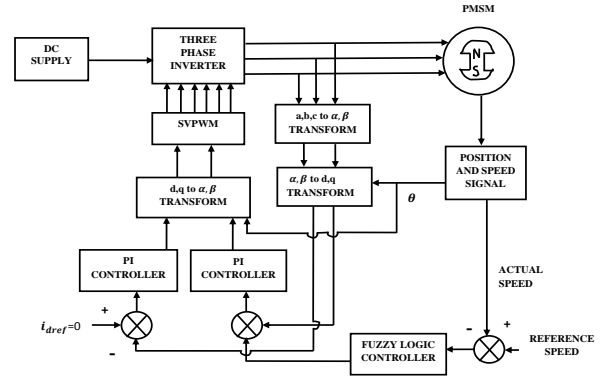 PMSM
DC
SUPPLY
THREE
PHASE
INVERTER
N
S
SVPWM
a,b,c to α, β
TRANSFORM
d,q to α, β
TRANSFORM
α, β to d,q
TRANSFORM
θ
POSITION
AND SPEED
SIGNAL
PI
CONTROLLER
PI
CONTROLLER
ACTUAL
SPEED
+
i_dref=0
-
FUZZY LOGIC
CONTROLLER
-
+
REFERENCE
SPEED